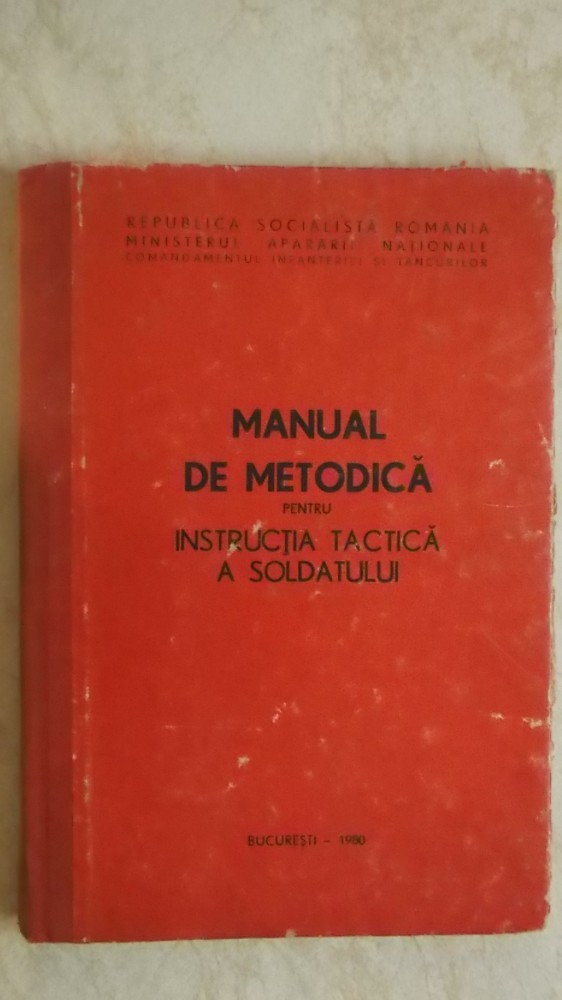 REPUBLICA SOCIALISTĂ ROMÂNIA
MINISTERUL APĂRĂRII NAȚIONALE
COMANDAMENTUL INFANTERIEI ȘI TANCURILOR
MANUAL
DE METODICĂ
PENTRU
INSTRUCȚIA TACTICĂ
A SOLDATULUI
BUCUREȘTI - 1980